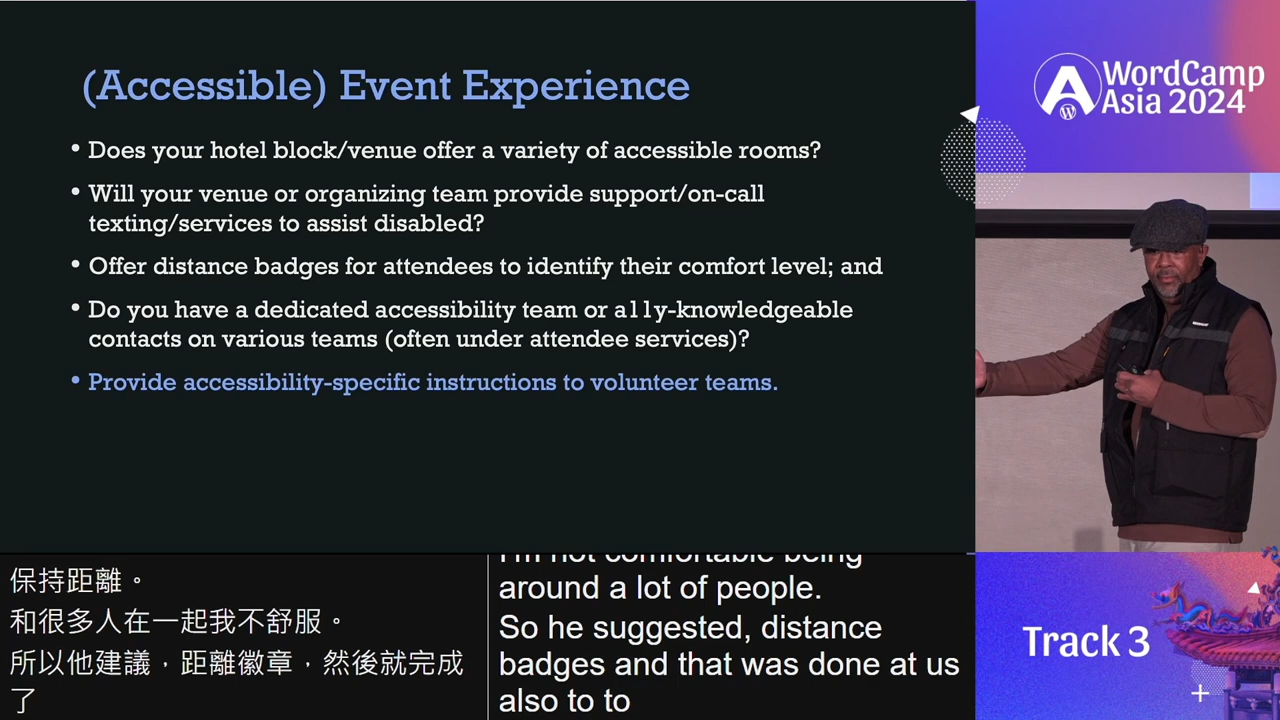 (Accessible) Event Experience
• Does your hotel block/venue offer a variety of accessible rooms?
• Will your venue or organizing team provide support/on-call
texting/services to assist disabled?
• Offer distance badges for attendees to identify their comfort level; and
• Do you have a dedicated accessibility team or a11y-knowledgeable
contacts on various teams (often under attendee services)?
• Provide accessibility-specific instructions to volunteer teams.
WordCamp
Asia 2024
保持距離。
和很多人在一起我不舒服。
所以他建議，距離徽章，然後就完成
了
I'm not comfortable being
around a lot of people.
So he suggested, distance
badges and that was done at us
also to to
Track 3